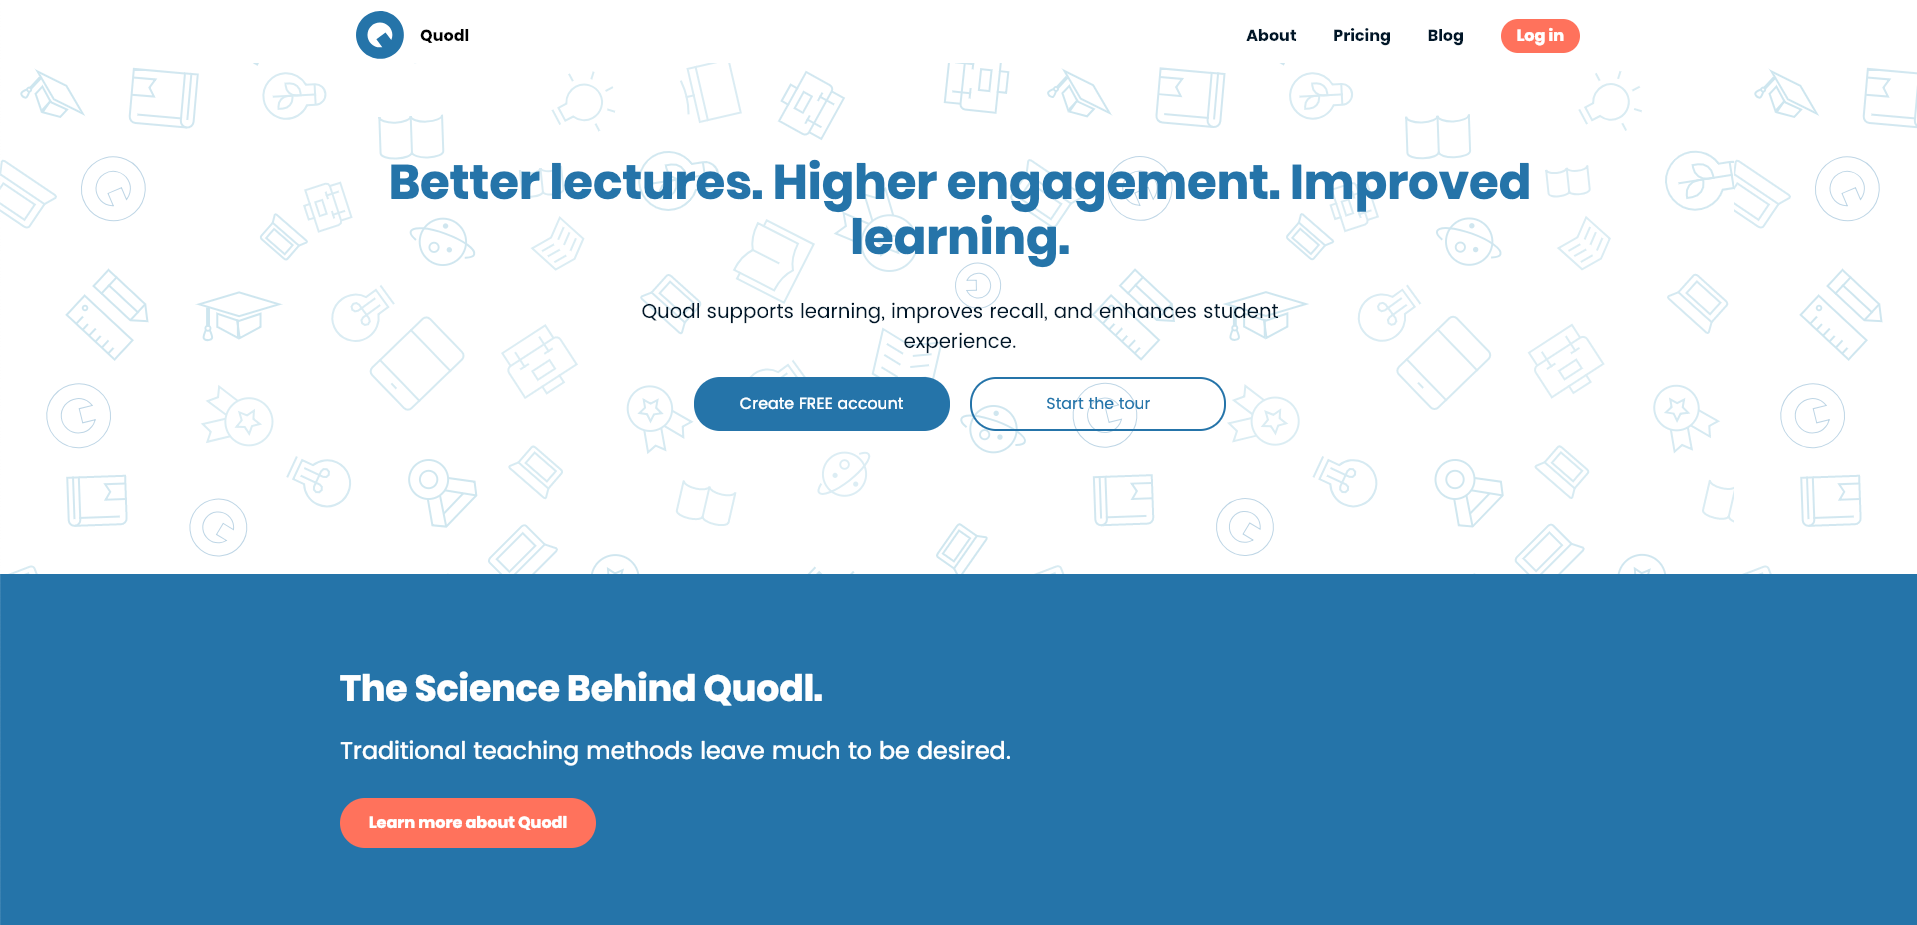 Quodl
About
Pricing
Blog
Log in
Better lectures. Higher engagement. Improved
learning.
Quodl supports learning, improves recall, and enhances student
experience.
Create FREE account
Start the tour
The Science Behind Quodl.
Traditional teaching methods leave much to be desired.
Learn more about Quodl